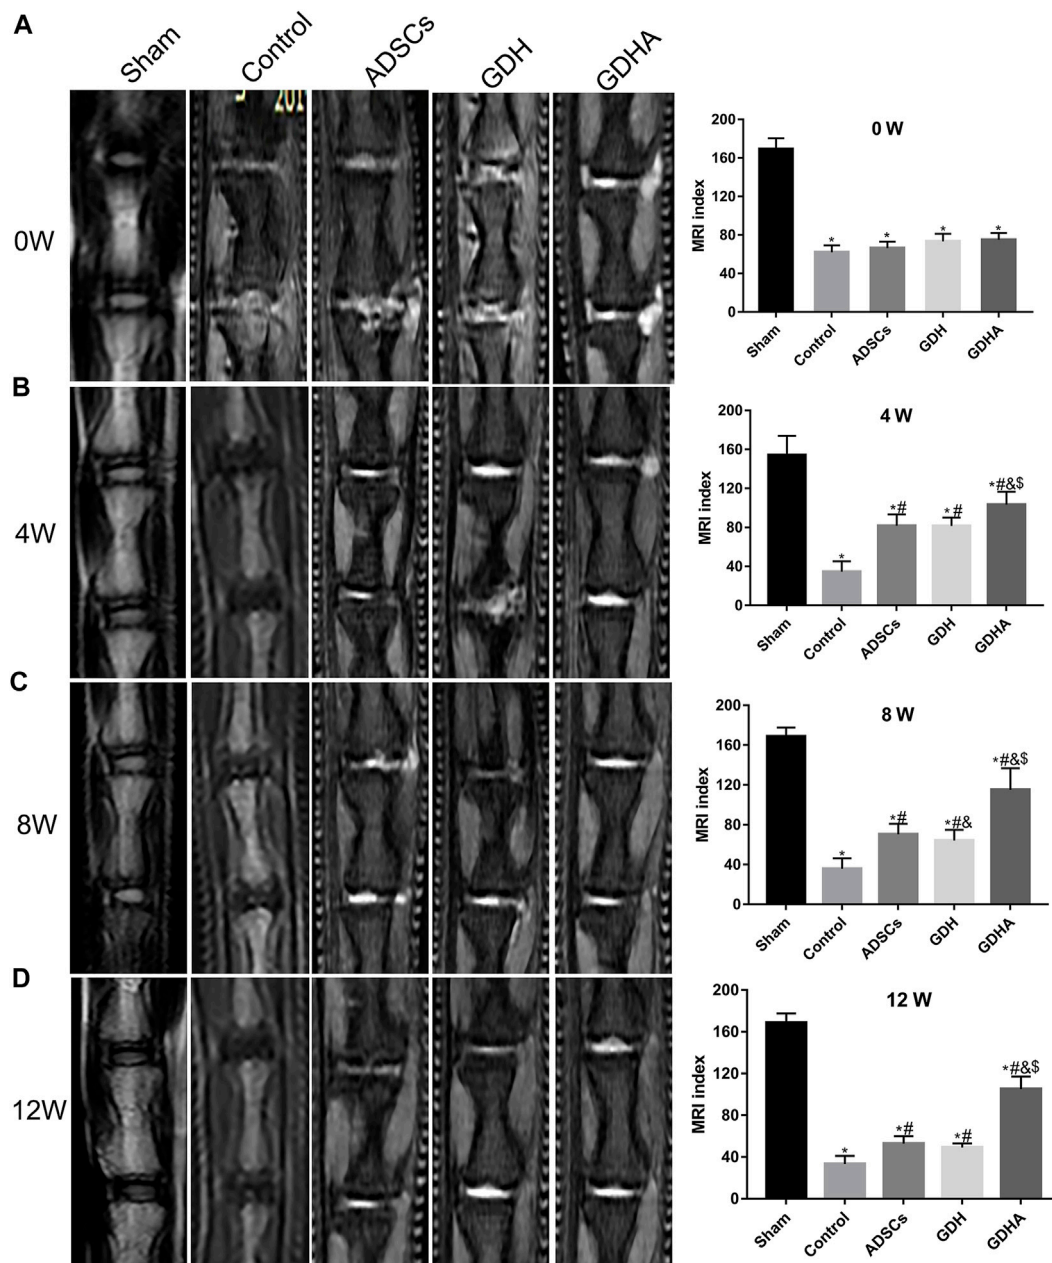 A
Sham
Control
ADSCs
GDH
GDHA
201
0W
0 W
MRI index
200
160
120
80
40
0
*
*
*
*
Sham
Control
ADSCs
GDH
GDHA
B
4W
4 W
MRI index
200
160
120
80
40
0
*
*#
*#
*#&$
Sham
Control
ADSCs
GDH
GDHA
C
8W
8 W
MRI index
200
160
120
80
40
0
*
*#
*#&
*#&$
Sham
Control
ADSCs
GDH
GDHA
D
12W
12 W
MRI index
200
160
120
80
40
0
*
*#
*#
*#&$
Sham
Control
ADSCs
GDH
GDHA